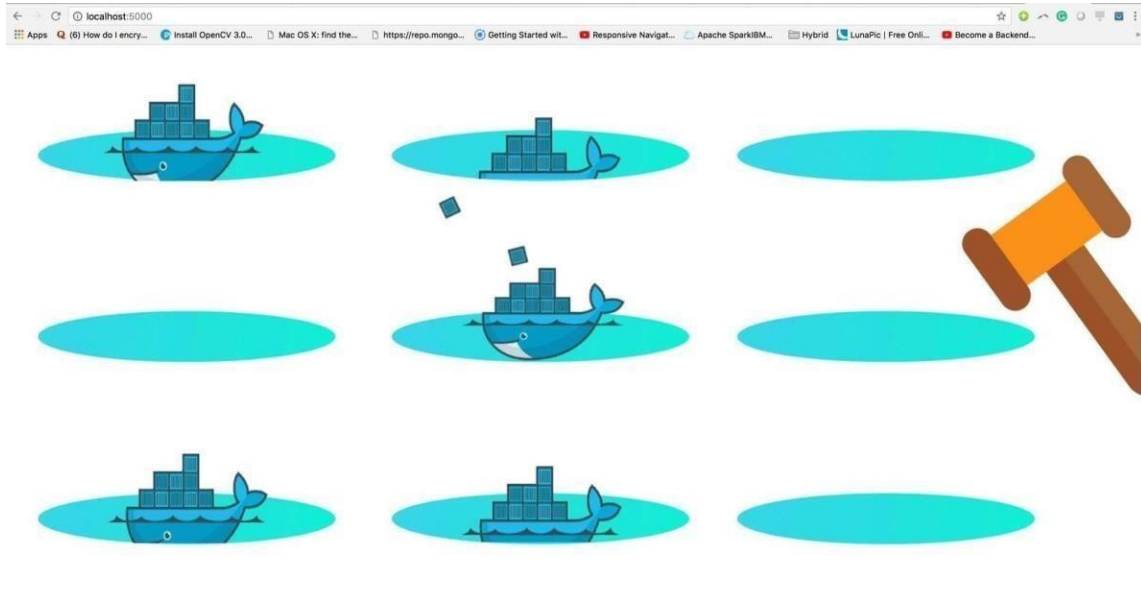 localhost:5000
Apps (6) How do I encry... Install OpenCV 3.0... Mac OS X: find the... https://repo.mongo... Getting Started wit... Responsive Navigat... Apache SparkIBM... Hybrid LunaPic | Free Onli... Become a Backend... »